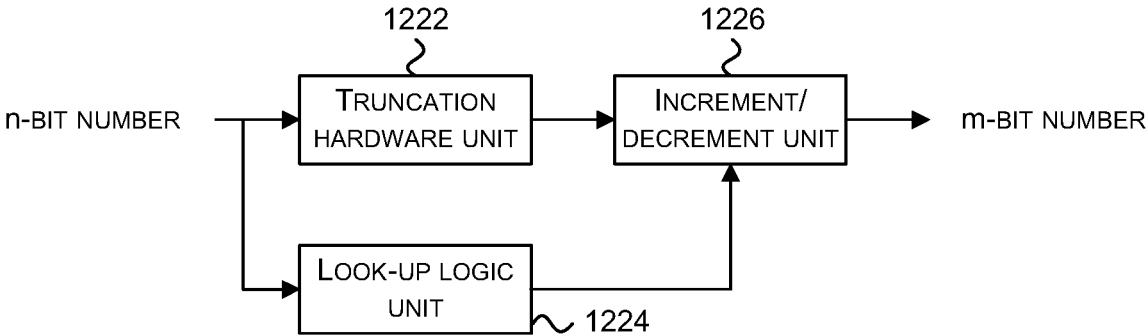 1222
1226
n-BIT NUMBER
TRUNCATION
HARDWARE UNIT
INCREMENT/
DECREMENT UNIT
m-BIT NUMBER
LOOK-UP LOGIC
UNIT
1224